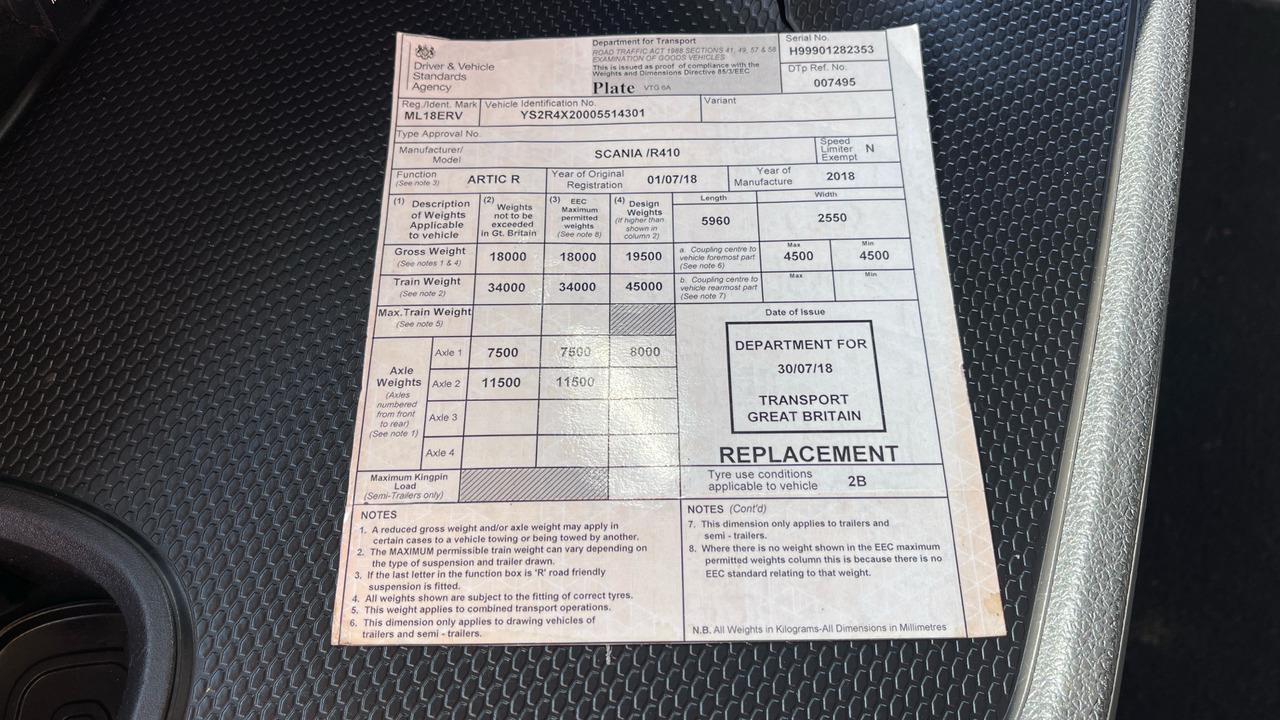 Driver & Vehicle
Standards
Agency
Department for Transport
ROAD TRAFFIC ACT 1988 SECTIONS 41, 49, 57 & 58
EXAMINATION OF GOODS VEHICLES
This is issued as proof of compliance with the
Weights and Dimensions Directive 85/3/EEC
Plate VTG 6A
Serial No.
H99901282353
DTp Ref. No.
007495
Reg./Ident. Mark
ML18ERV
Vehicle Identification No.
YS2R4X20005514301
Variant
Type Approval No.
Manufacturer/
Model
SCANIA /R410
Speed
Limiter
Exempt
N
Function
(See note 3)
ARTIC R
Year of Original
Registration
01/07/18
Year of
Manufacture
2018
(1) Description
of Weights
Applicable
to vehicle
(2) Weights
not to be
exceeded
in Gt. Britain
(3) EEC
Maximum
permitted
weights
(See note 8)
(4) Design
Weights
(if higher than
shown in
column 2)
Length
5960
Width
2550
Gross Weight
(See notes 1 & 4)
18000
18000
19500
a. Coupling centre to
vehicle foremost part
(See note 6)
Max
4500
Min
4500
Train Weight
(See note 2)
34000
34000
45000
b. Coupling centre to
vehicle rearmost part
(See note 7)
Max
Min
Max.Train Weight
(See note 5)
Axle
Weights
(Axles
numbered
from front
to rear)
(See note 1)
Axle 1
7500
7500
8000
Axle 2
11500
11500
Axle 3
Axle 4
Maximum Kingpin
Load
(Semi-Trailers only)
Date of Issue
DEPARTMENT FOR
30/07/18
TRANSPORT
GREAT BRITAIN
REPLACEMENT
Tyre use conditions
applicable to vehicle
2B
NOTES
1. A reduced gross weight and/or axle weight may apply in
certain cases to a vehicle towing or being towed by another.
2. The MAXIMUM permissible train weight can vary depending on
the type of suspension and trailer drawn.
3. If the last letter in the function box is 'R' road friendly
suspension is fitted.
4. All weights shown are subject to the fitting of correct tyres.
5. This weight applies to combined transport operations.
6. This dimension only applies to drawing vehicles of
trailers and semi - trailers.
NOTES (Cont'd)
7. This dimension only applies to trailers and
semi - trailers.
8. Where there is no weight shown in the EEC maximum
permitted weights column this is because there is no
EEC standard relating to that weight.
N.B. All Weights in Kilograms-All Dimensions in Millimetres